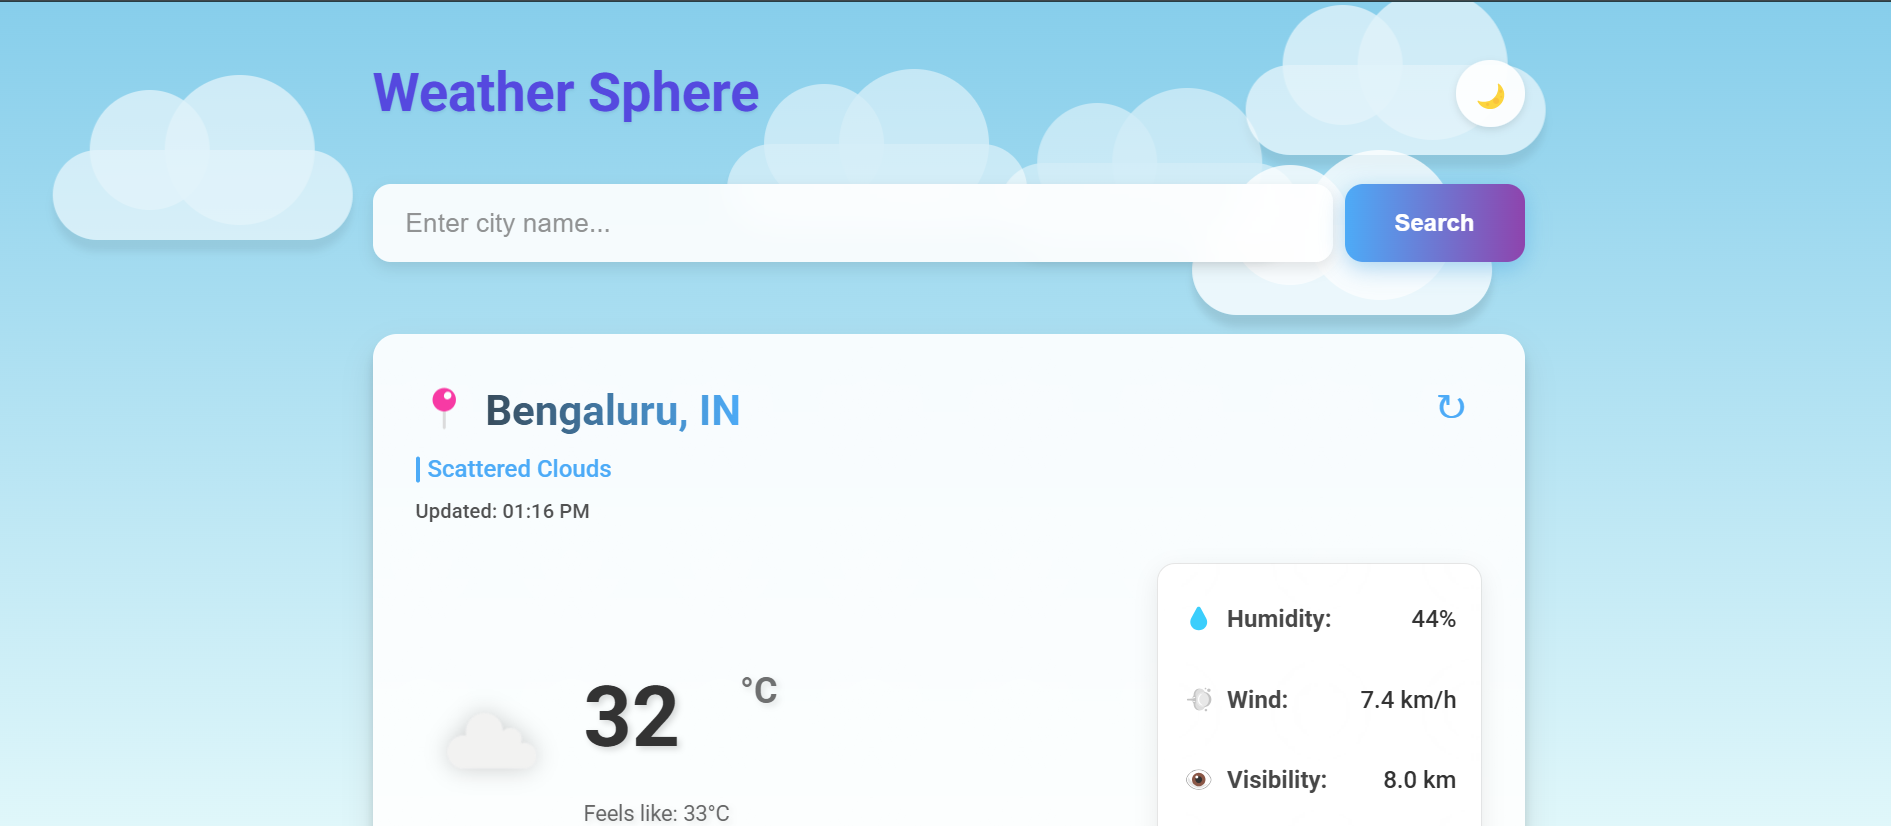 Weather Sphere
Enter city name...
Search
Bengaluru, IN
Scattered Clouds
Updated: 01:16 PM
Humidity: 44%
32 °C
Wind: 7.4 km/h
Visibility: 8.0 km
Feels like: 33°C